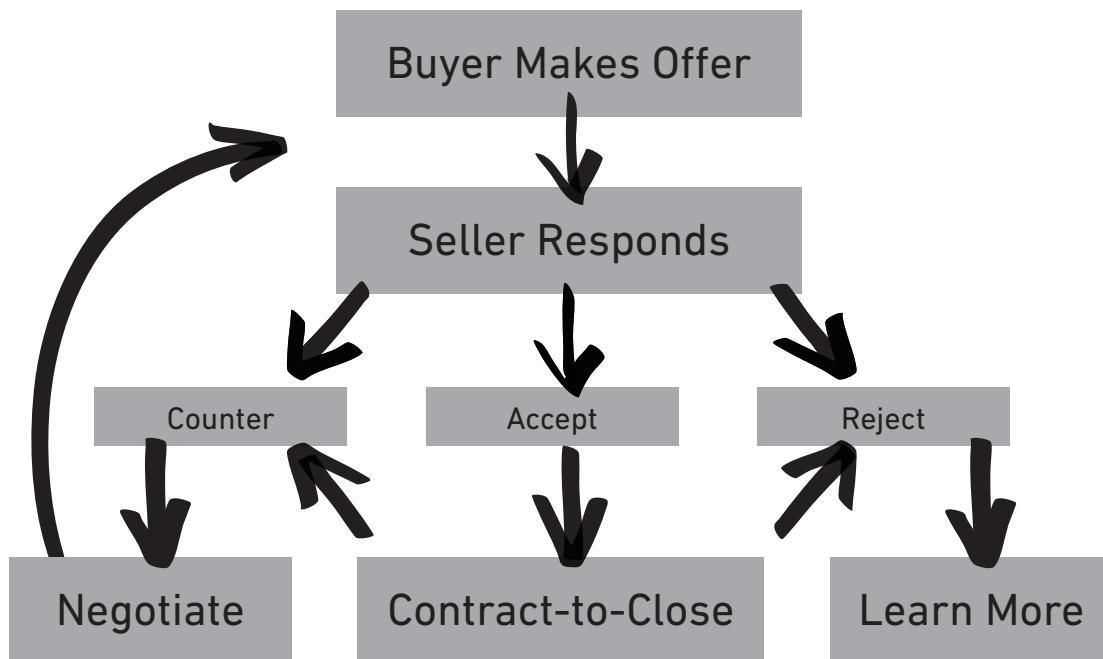 Buyer Makes Offer
Seller Responds
Counter
Accept
Reject
Negotiate
Contract-to-Close
Learn More